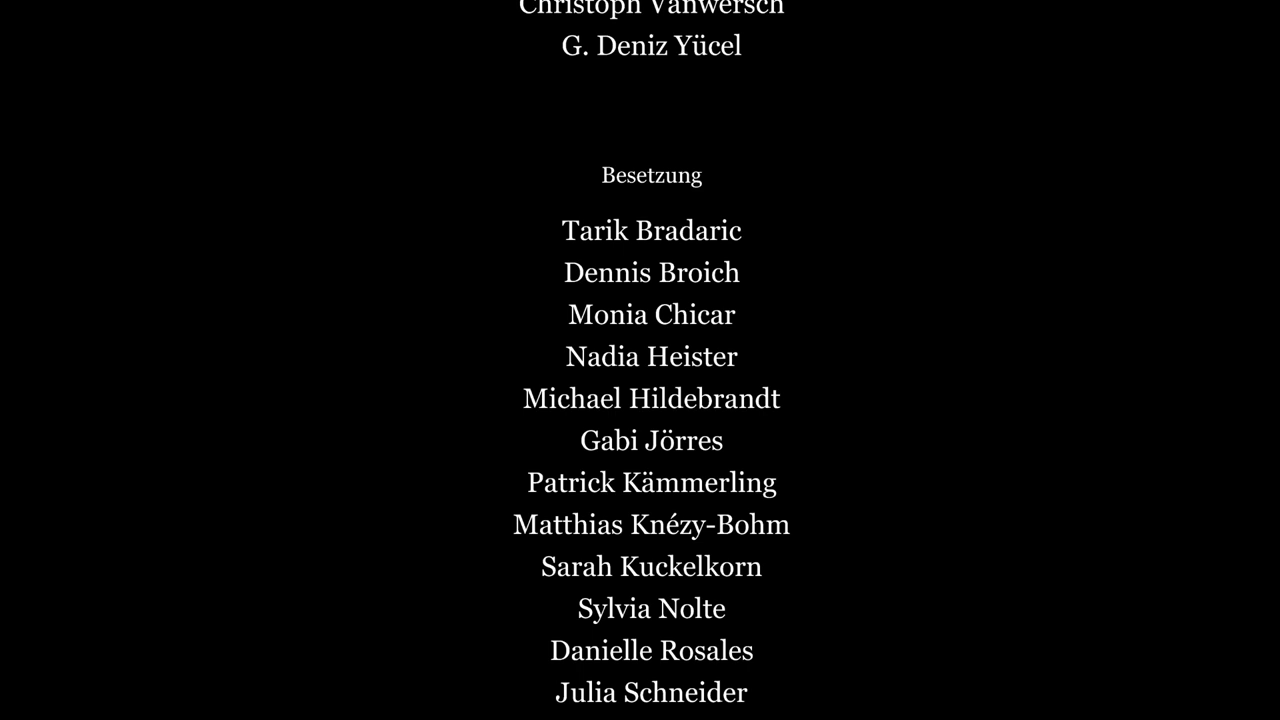 Christoph Vanwersch
G. Deniz Yücel
Besetzung
Tarik Bradaric
Dennis Broich
Monia Chicar
Nadia Heister
Michael Hildebrandt
Gabi Jörres
Patrick Kämmerling
Matthias Knézy-Bohm
Sarah Kuckelkorn
Sylvia Nolte
Danielle Rosales
Julia Schneider